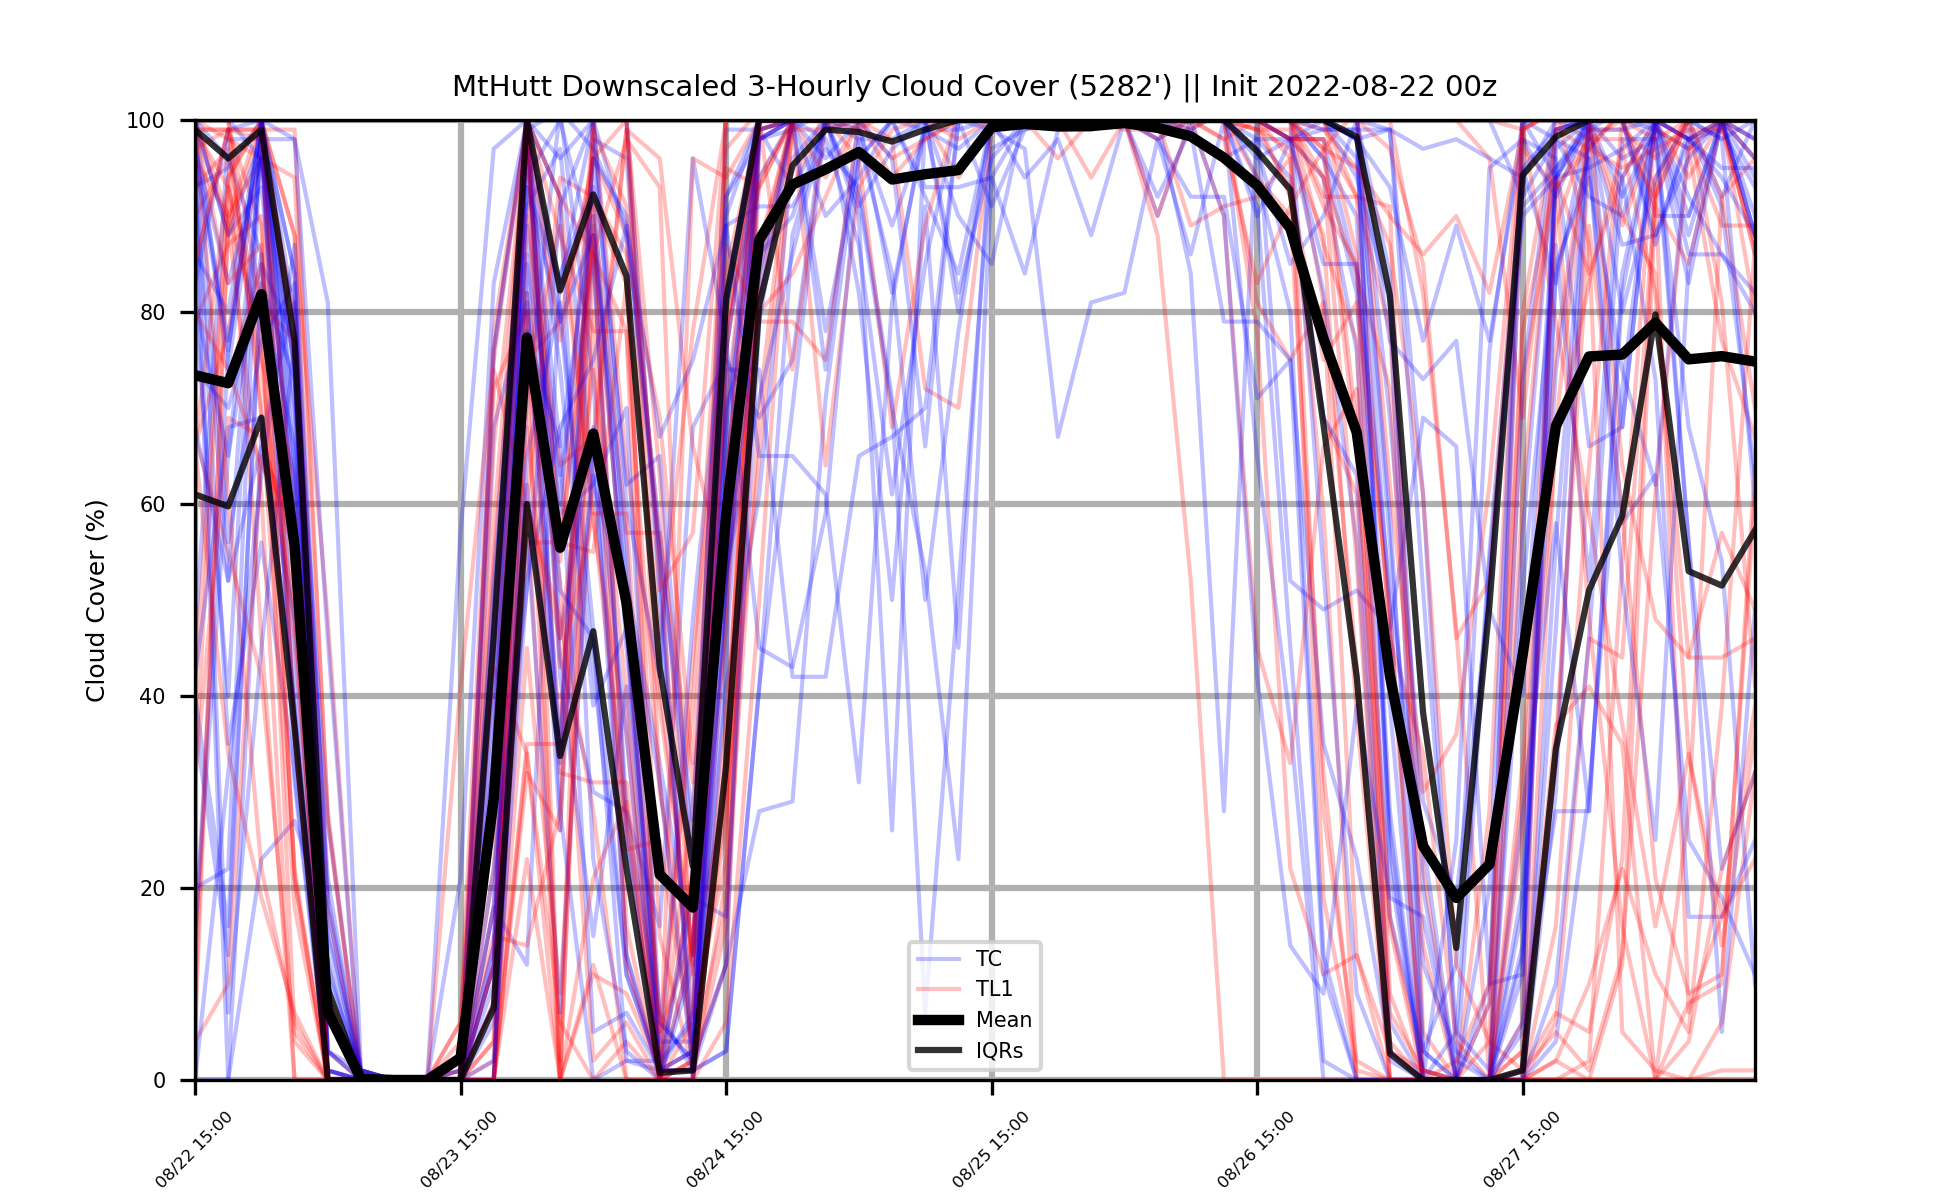 MtHutt Downscaled 3-Hourly Cloud Cover (5282') || Init 2022-08-22 00z
Cloud Cover (%)
100
80
60
40
20
0
TC
TL1
Mean
IQRs
08/22 15:00
08/23 15:00
08/24 15:00
08/25 15:00
08/26 15:00
08/27 15:00